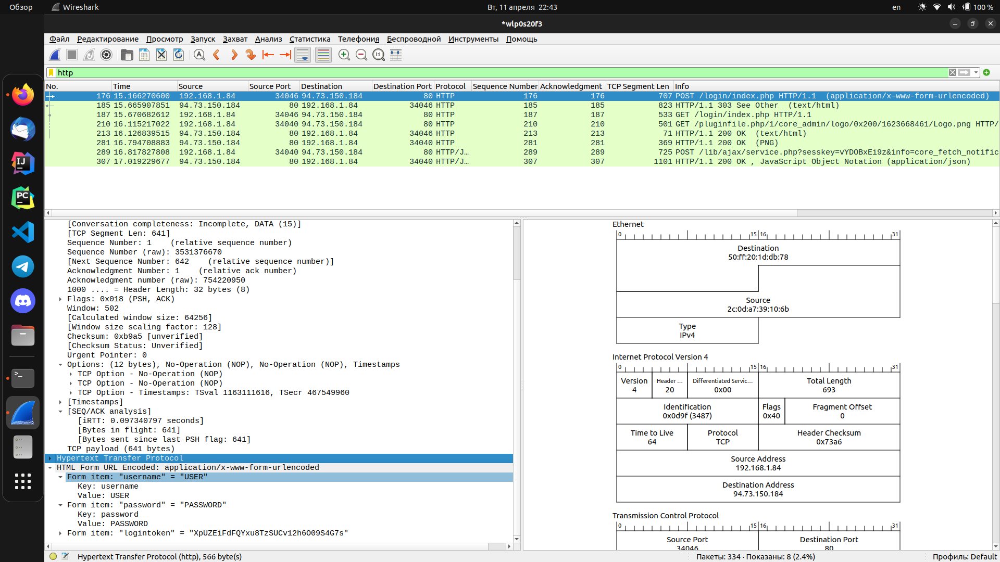 Обзор Wireshark Вт, 11 апреля 22:43 en 100 %
*wlp0s20f3
Файл Редактирование Просмотр Запуск Захват Анализ Статистика Телефония Беспроводной Инструменты Помощь
http
No. Time Source Source Port Destination Destination Port Protocol Sequence Number Acknowledgment TCP Segment Len Info
176 15.166270600 192.168.1.84 34046 94.73.150.184 80 HTTP 176 176 707 POST /login/index.php HTTP/1.1 (application/x-www-form-urlencoded)
185 15.665907851 94.73.150.184 80 192.168.1.84 34046 HTTP 185 185 823 HTTP/1.1 303 See Other (text/html)
187 15.670682612 192.168.1.84 34046 94.73.150.184 80 HTTP 187 187 533 GET /login/index.php HTTP/1.1
210 16.115217022 192.168.1.84 34040 94.73.150.184 80 HTTP 210 210 501 GET /pluginfile.php/1/core_admin/logo/0x200/1623668461/Logo.png HTTP/
213 16.126839515 94.73.150.184 80 192.168.1.84 34046 HTTP 213 213 71 HTTP/1.1 200 OK (text/html)
281 16.794708883 94.73.150.184 80 192.168.1.84 34040 HTTP 281 281 369 HTTP/1.1 200 OK (PNG)
289 16.817827808 192.168.1.84 34040 94.73.150.184 80 HTTP/J… 289 289 725 POST /lib/ajax/service.php?sesskey=vYDOBxEi9z&info=core_fetch_notific
307 17.019229677 94.73.150.184 80 192.168.1.84 34040 HTTP/J… 307 307 1101 HTTP/1.1 200 OK , JavaScript Object Notation (application/json)
[Conversation completeness: Incomplete, DATA (15)]
[TCP Segment Len: 641]
Sequence Number: 1 (relative sequence number)
Sequence Number (raw): 3531376670
[Next Sequence Number: 642 (relative sequence number)]
Acknowledgment Number: 1 (relative ack number)
Acknowledgment number (raw): 754220950
1000 .... = Header Length: 32 bytes (8)
Flags: 0x018 (PSH, ACK)
Window: 502
[Calculated window size: 64256]
[Window size scaling factor: 128]
Checksum: 0xb9a5 [unverified]
[Checksum Status: Unverified]
Urgent Pointer: 0
Options: (12 bytes), No-Operation (NOP), No-Operation (NOP), Timestamps
TCP Option - No-Operation (NOP)
TCP Option - No-Operation (NOP)
TCP Option - Timestamps: TSval 1163111616, TSecr 467549960
[Timestamps]
[SEQ/ACK analysis]
[iRTT: 0.097340797 seconds]
[Bytes in flight: 641]
[Bytes sent since last PSH flag: 641]
TCP payload (641 bytes)
Hypertext Transfer Protocol
HTML Form URL Encoded: application/x-www-form-urlencoded
Form item: "username" = "USER"
Key: username
Value: USER
Form item: "password" = "PASSWORD"
Key: password
Value: PASSWORD
Form item: "logintoken" = "XpUZEiFdFQYxu8TzSUCv12h6O09S4G7s"
Ethernet
0 15 16 31
Destination
50:ff:20:1d:db:78
Source
2c:0d:a7:39:10:6b
Type
IPv4
Internet Protocol Version 4
0 15 16 31
Version Header ... Differentiated Servic... Total Length
4 20 0x00 693
Identification Flags Fragment Offset
0x0d9f (3487) 0x40 0
Time to Live Protocol Header Checksum
64 TCP 0x73a6
Source Address
192.168.1.84
Destination Address
94.73.150.184
Transmission Control Protocol
0 15 16 31
Source Port Destination Port
34046 80
Hypertext Transfer Protocol (http), 566 byte(s) Пакеты: 334 · Показаны: 8 (2.4%) Профиль: Default